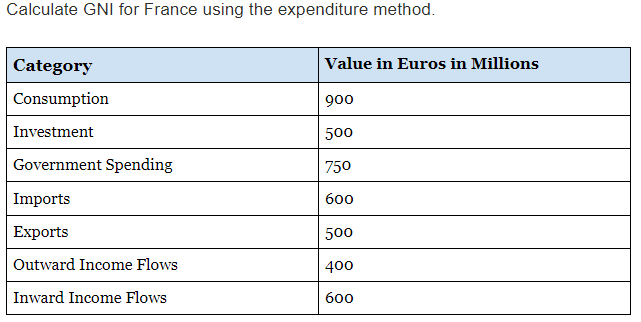 Calculate GNI for France using the expenditure method.
Category Value in Euros in Millions
Consumption 900
Investment 500
Government Spending 750
Imports 600
Exports 500
Outward Income Flows 400
Inward Income Flows 600